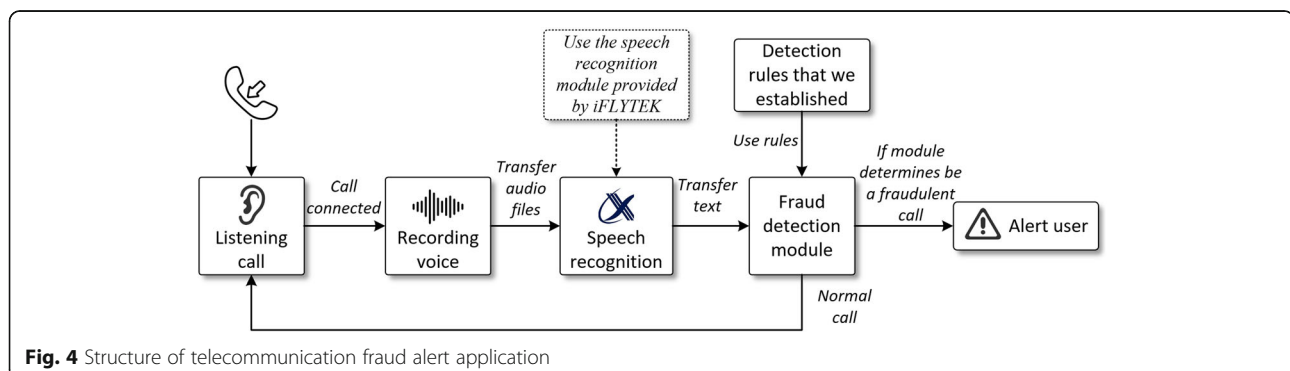 Use the speech
recognition
module provided
by iFLYTEK
Detection
rules that we
established
Use rules
If module
determines be
a fraudulent
call
Call
connected
Transfer
audio
files
Transfer
text
Listening
call
Recording
voice
Speech
recognition
Fraud
detection
module
Alert user
Normal
call
Fig. 4 Structure of telecommunication fraud alert application